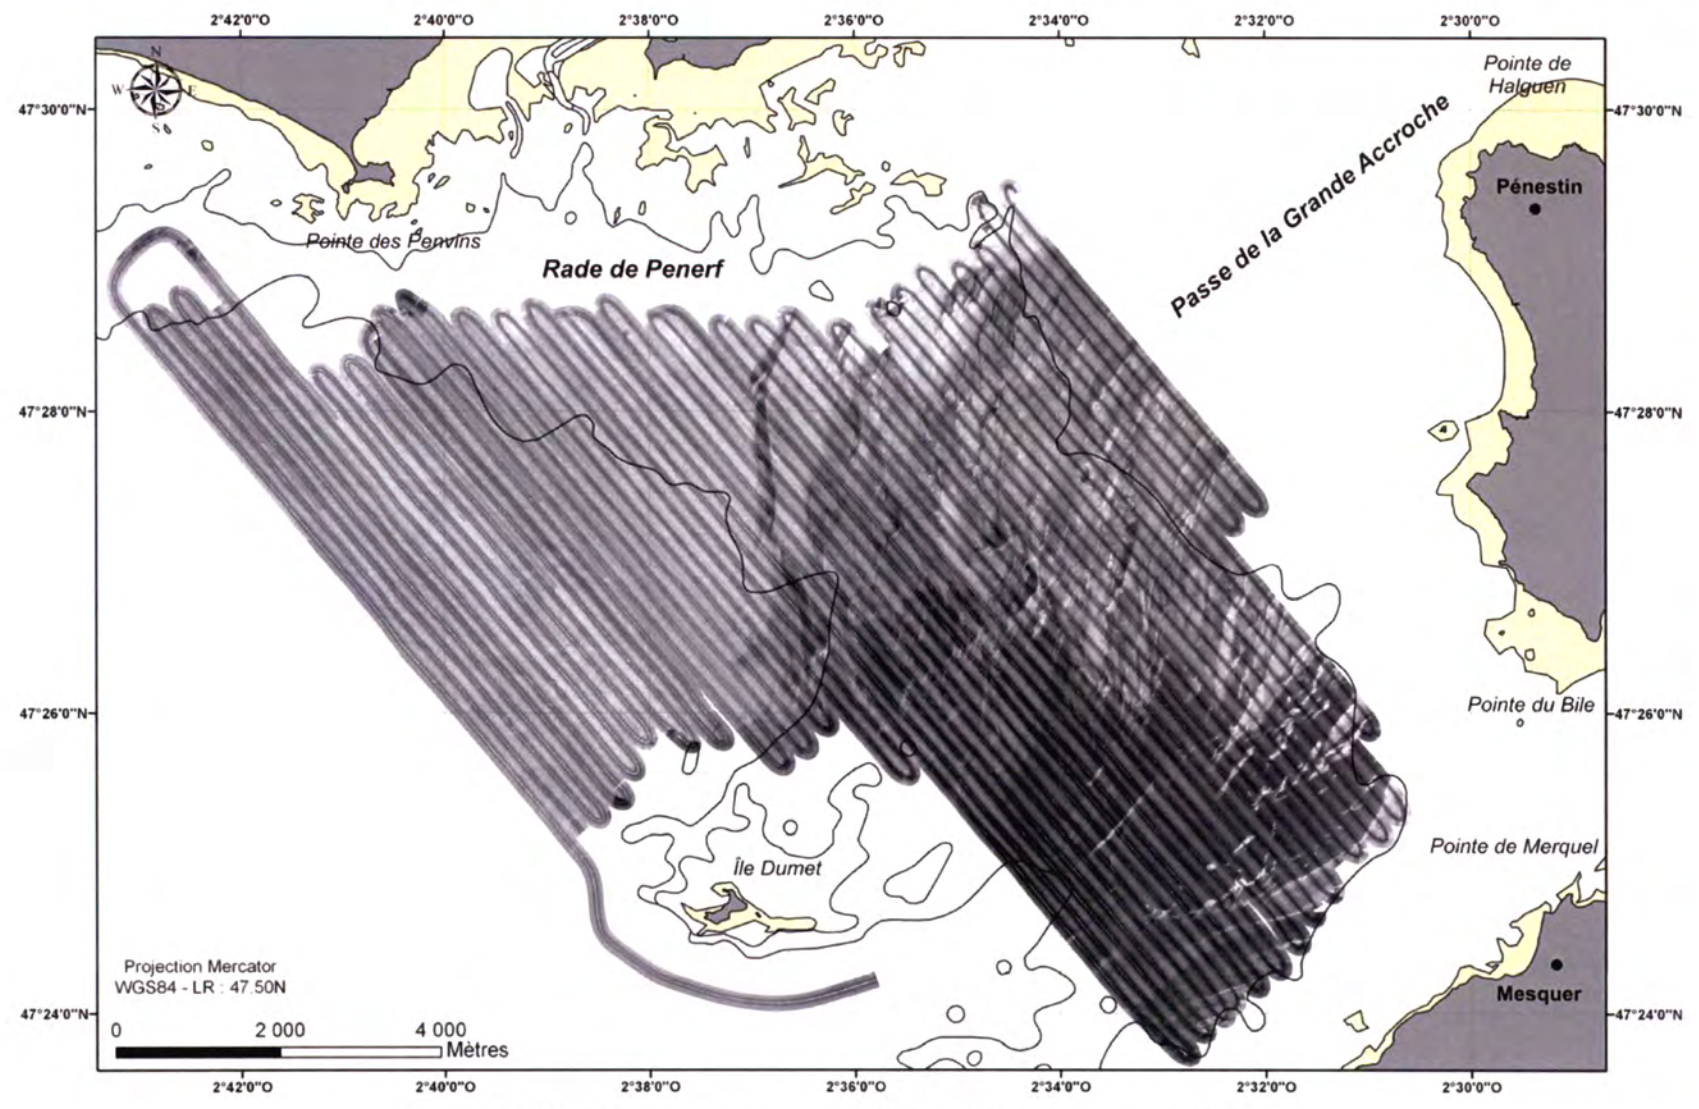 2°42'0"O 2°40'0"O 2°38'0"O 2°36'0"O 2°34'0"O 2°32'0"O 2°30'0"O
N
W E
S
Pointe de
Halguen
47°30'0"N
47°30'0"N
Passe de la Grande Accroche
Pénestin
Pointe des Penvins
Rade de Penerf
47°28'0"N
47°28'0"N
47°26'0"N
47°26'0"N
Pointe du Bile
Pointe de Merquel
Île Dumet
Projection Mercator
WGS84 - LR : 47.50N
Mesquer
47°24'0"N
47°24'0"N
0 2 000 4 000
Mètres
2°42'0"O 2°40'0"O 2°38'0"O 2°36'0"O 2°34'0"O 2°32'0"O 2°30'0"O